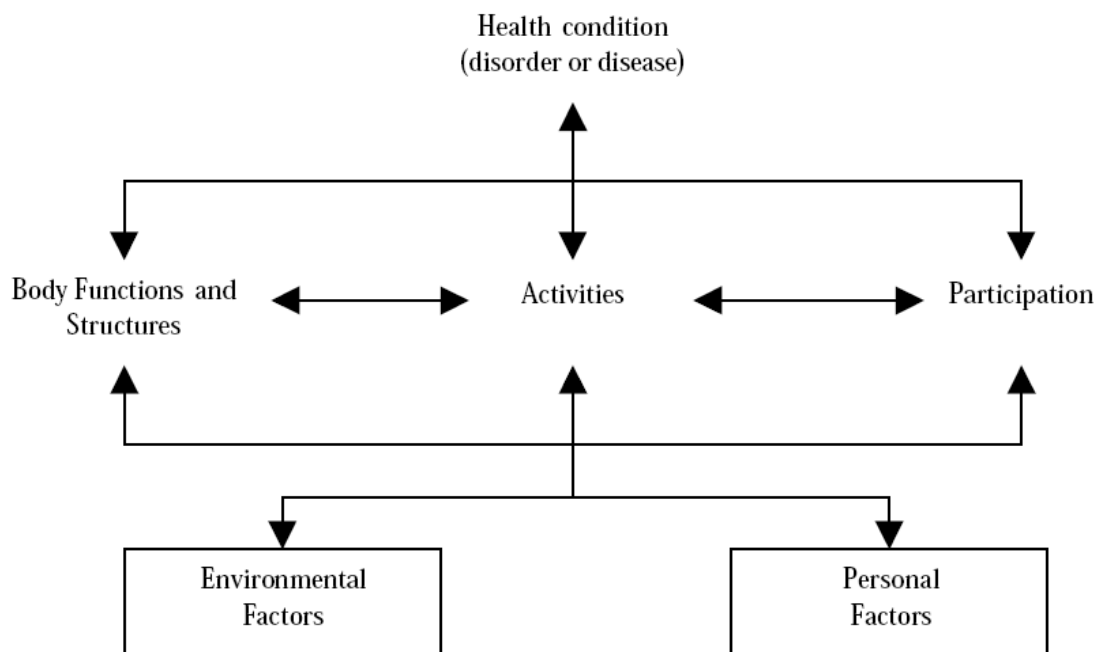 Health condition
(disorder or disease)
Body Functions and
Structures
Activities
Participation
Environmental
Factors
Personal
Factors